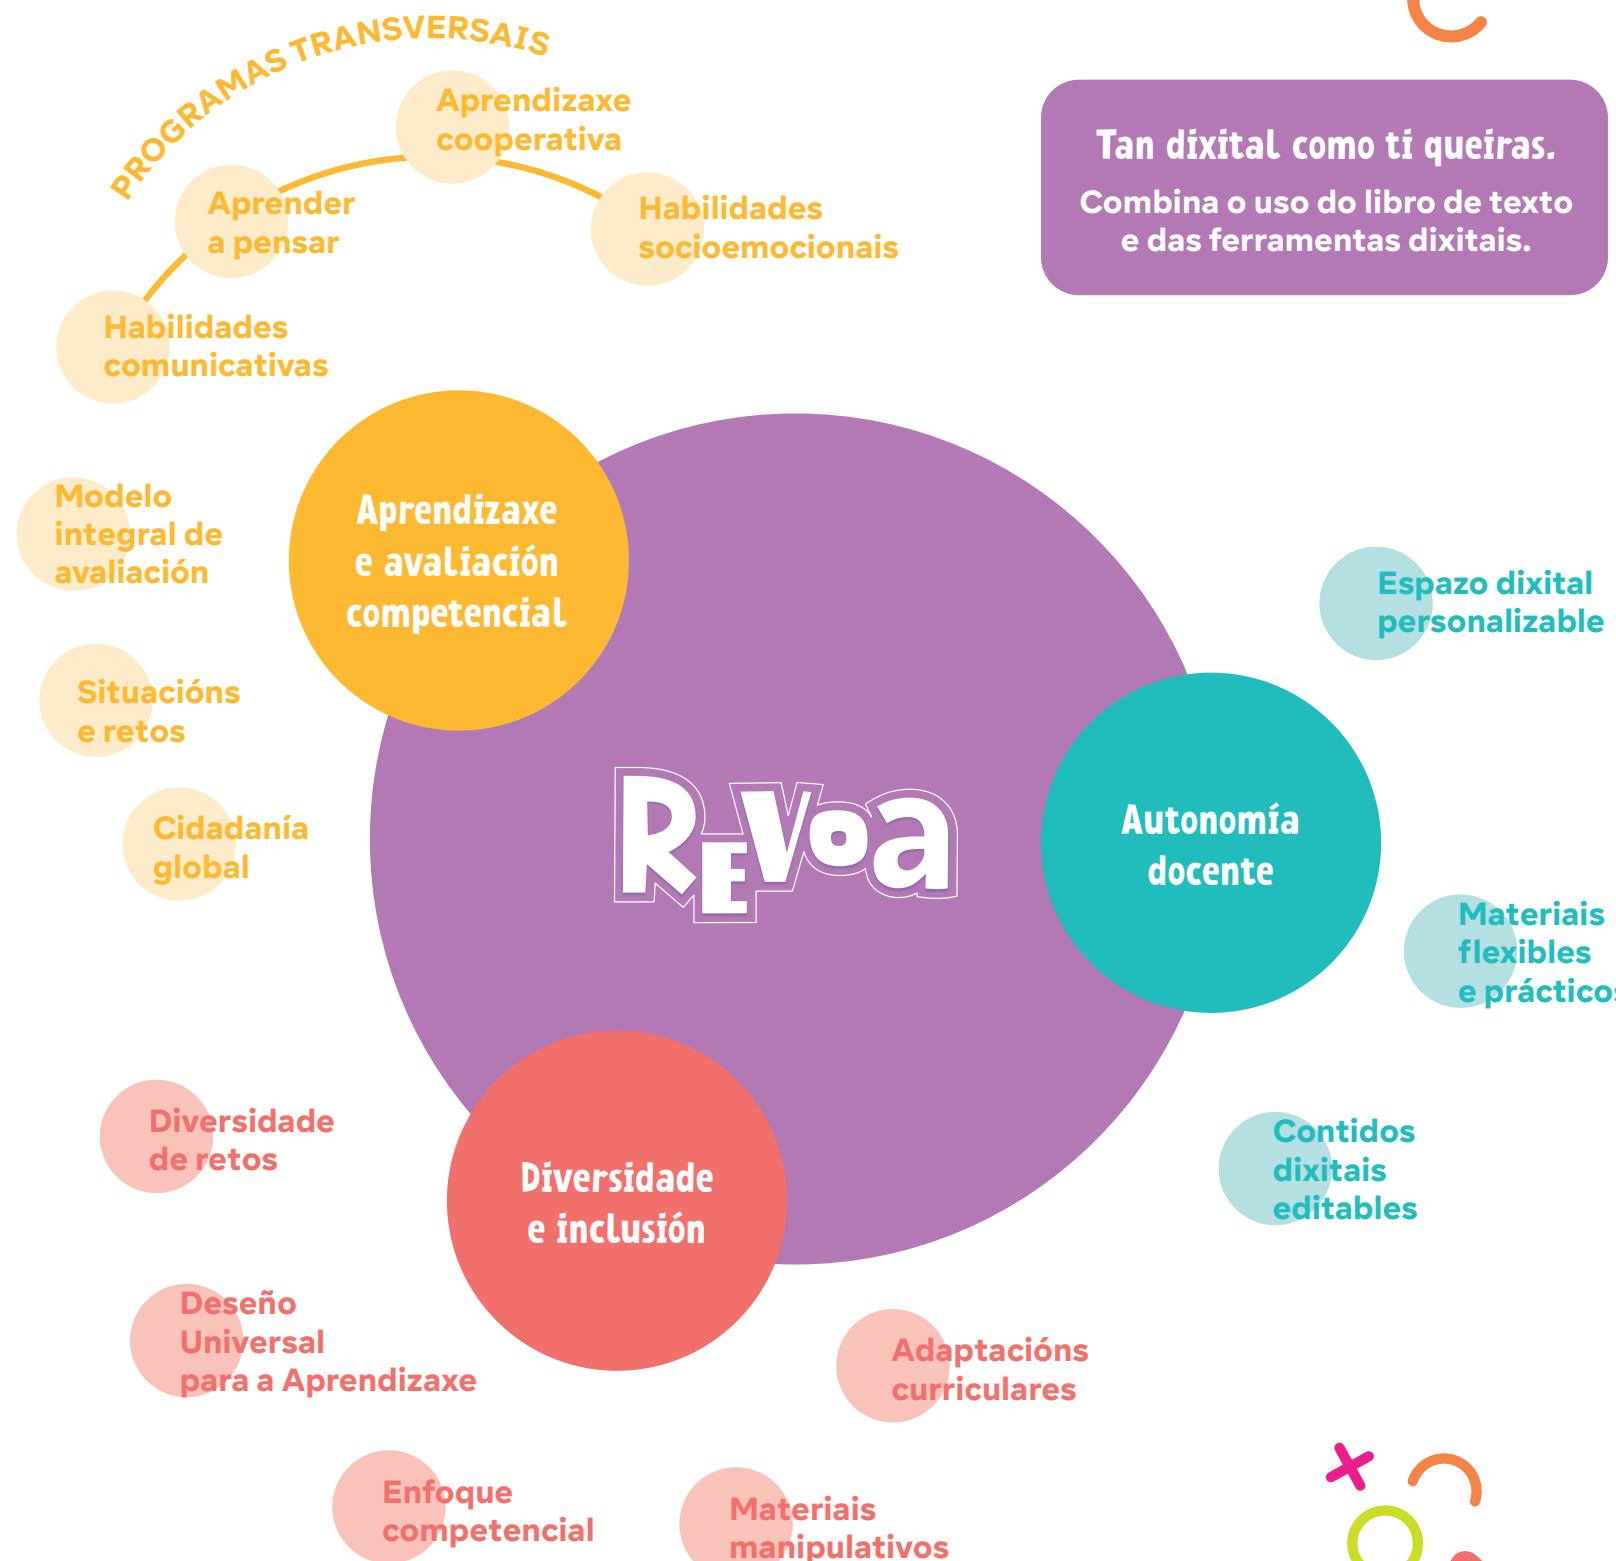 PROGRAMAS TRANSVERSAIS
Aprendizaxe
cooperativa
Aprender
a pensar
Habilidades
socioemocionais
Habilidades
comunicativas
Tan dixital como ti queiras.
Combina o uso do libro de texto
e das ferramentas dixitais.
Aprendizaxe
e avaliación
competencial
Modelo
integral de
avaliación
Situacións
e retos
Cidadanía
global
REVOA
Espazo dixital
personalizable
Autonomía
docente
Materiais
flexibles
e prácticos
Contidos
dixitais
editables
Diversidade
e inclusión
Diversidade
de retos
Deseño
Universal
para a Aprendizaxe
Enfoque
competencial
Materiais
manipulativos
Adaptacións
curriculares